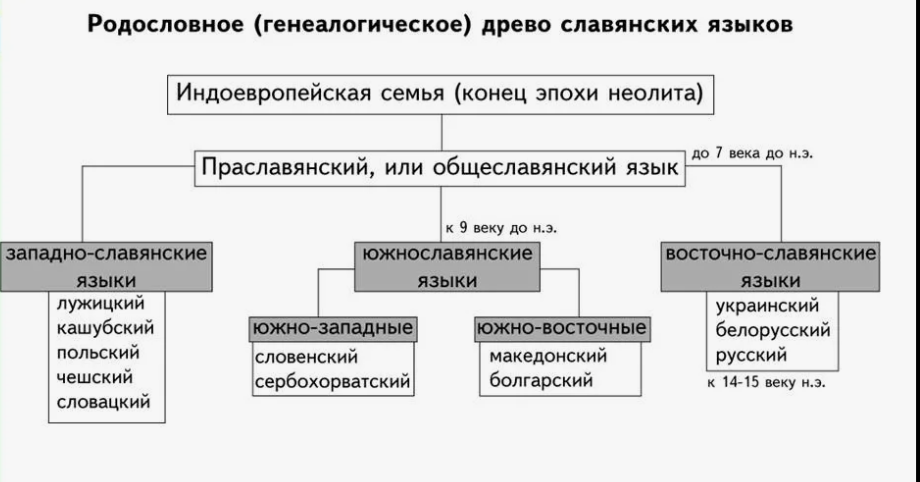 Родословное (генеалогическое) древо славянских языков
Индоевропейская семья (конец эпохи неолита)
Праславянский, или общеславянский язык
до 7 века до н.э.
к 9 веку до н.э.
западно-славянские
языки
лужицкий
кашубский
польский
чешский
словацкий
южнославянские
языки
южно-западные
словенский
сербохорватский
южно-восточные
македонский
болгарский
восточно-славянские
языки
украинский
белорусский
русский
к 14-15 веку н.э.